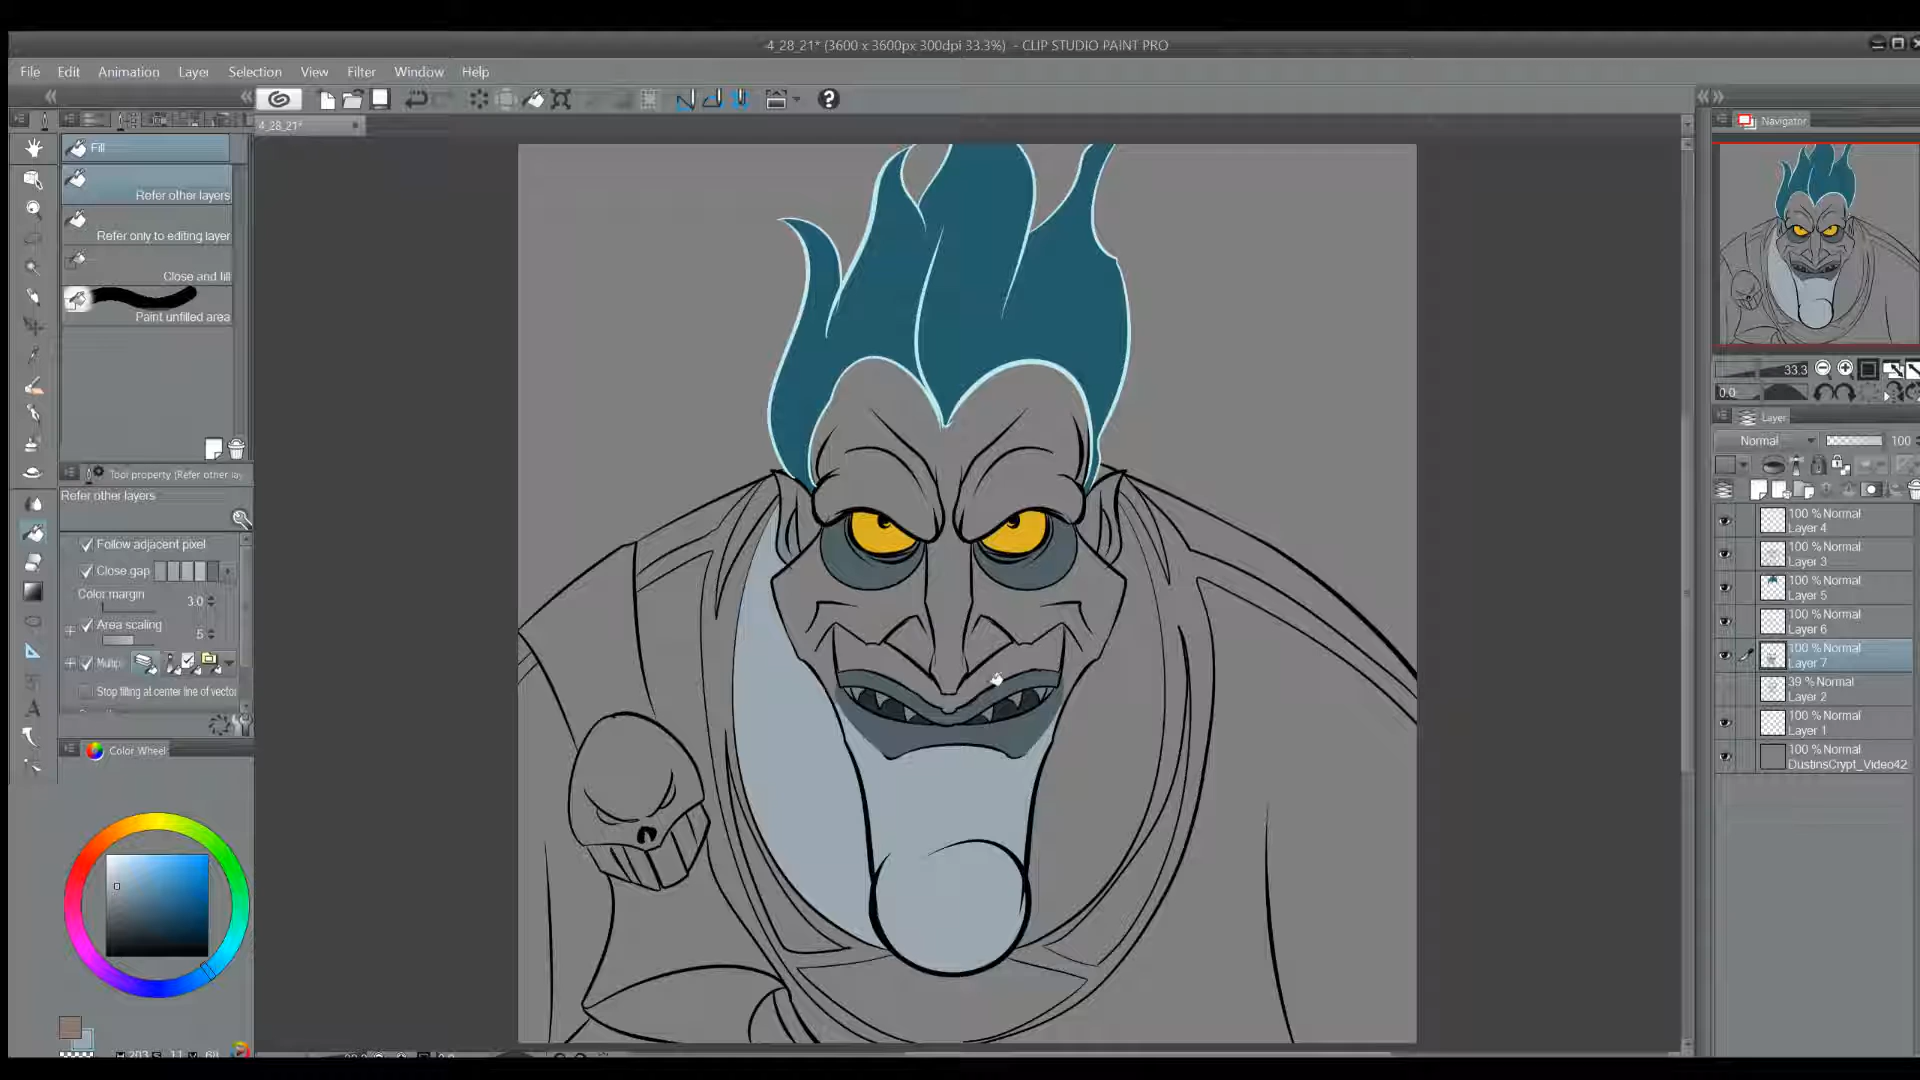 4_28_21* (3600 x 3600px 300dpi 33.3%) - CLIP STUDIO PAINT PRO
File Edit Animation Layer Selection View Filter Window Help
4_28_21*
Navigator
Fill
Refer other layers
Refer only to editing layer
Close and fill
Paint unfilled area
33.3
0.0
Layer
Normal 100
Tool property (Refer other lay
Refer other layers
Follow adjacent pixel
Close gap
Color margin
3.0
Area scaling
5
Multipl
Stop filling at center line of vector
Color Wheel
100 % Normal
Layer 4
100 % Normal
Layer 3
100 % Normal
Layer 5
100 % Normal
Layer 6
100 % Normal
Layer 7
39 % Normal
Layer 2
100 % Normal
Layer 1
100 % Normal
DustinsCrypt_Video42